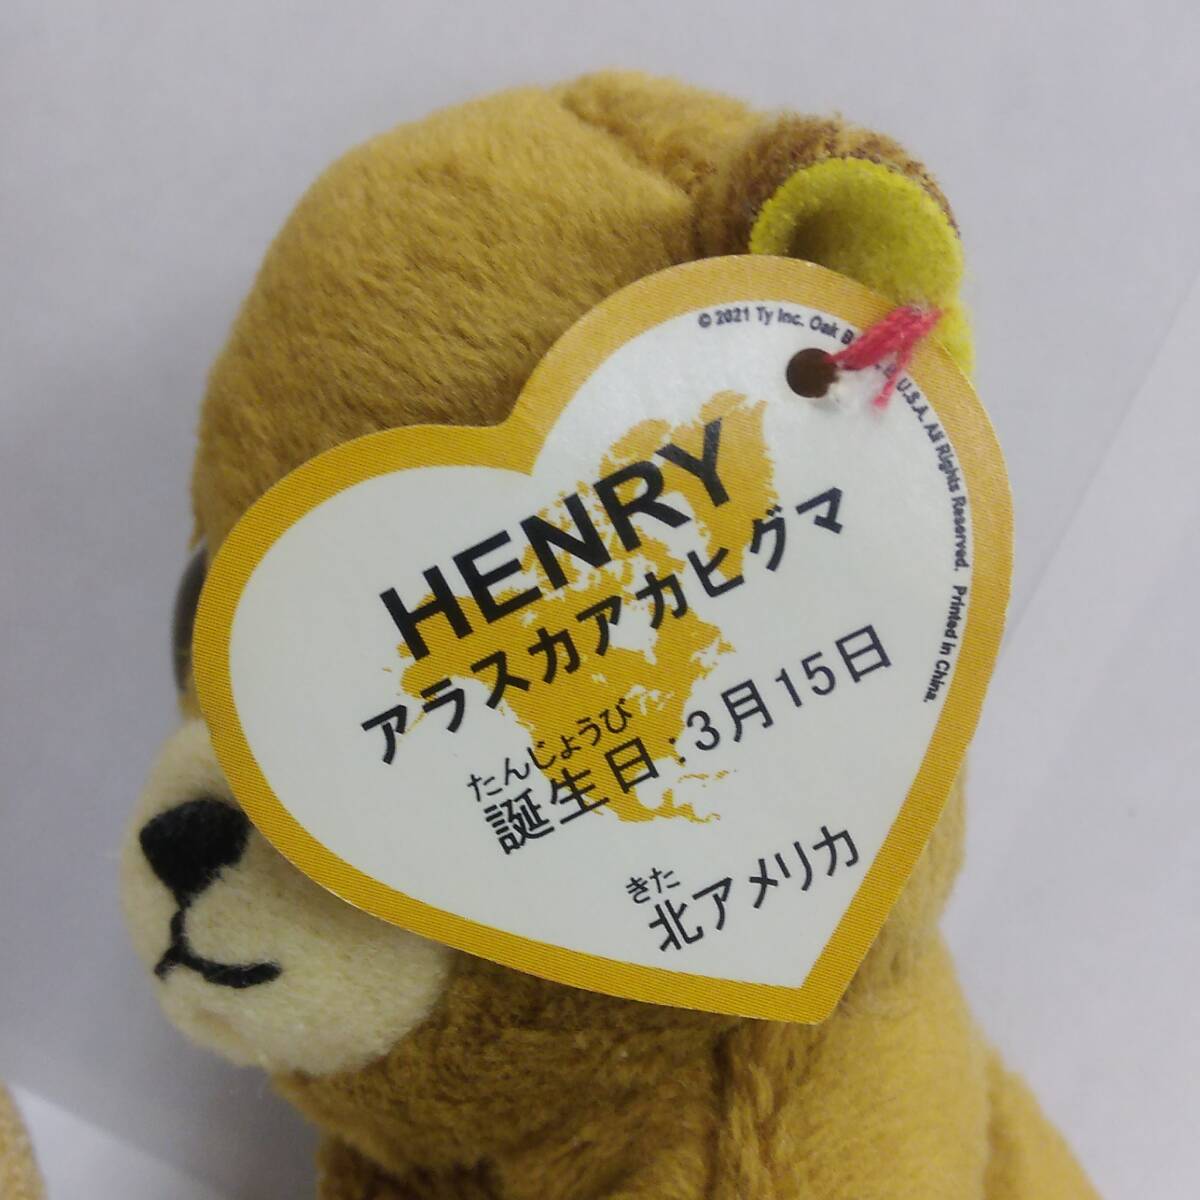 © 2021 Ty Inc. Oak U.S.A. All Rights Reserved. Printed in China.
HENRY
アラスカアカヒグマ
たんじょうび
誕生日:3月15日
きた
北アメリカ